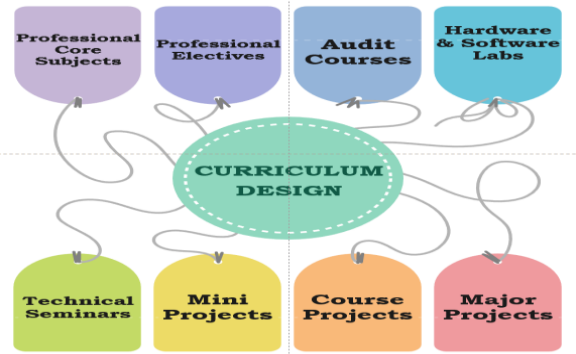 Professional
Core
Subjects
Professional
Electives
Audit
Courses
Hardware
& Software
Labs
CURRICULUM
DESIGN
Technical
Seminars
Mini
Projects
Course
Projects
Major
Projects